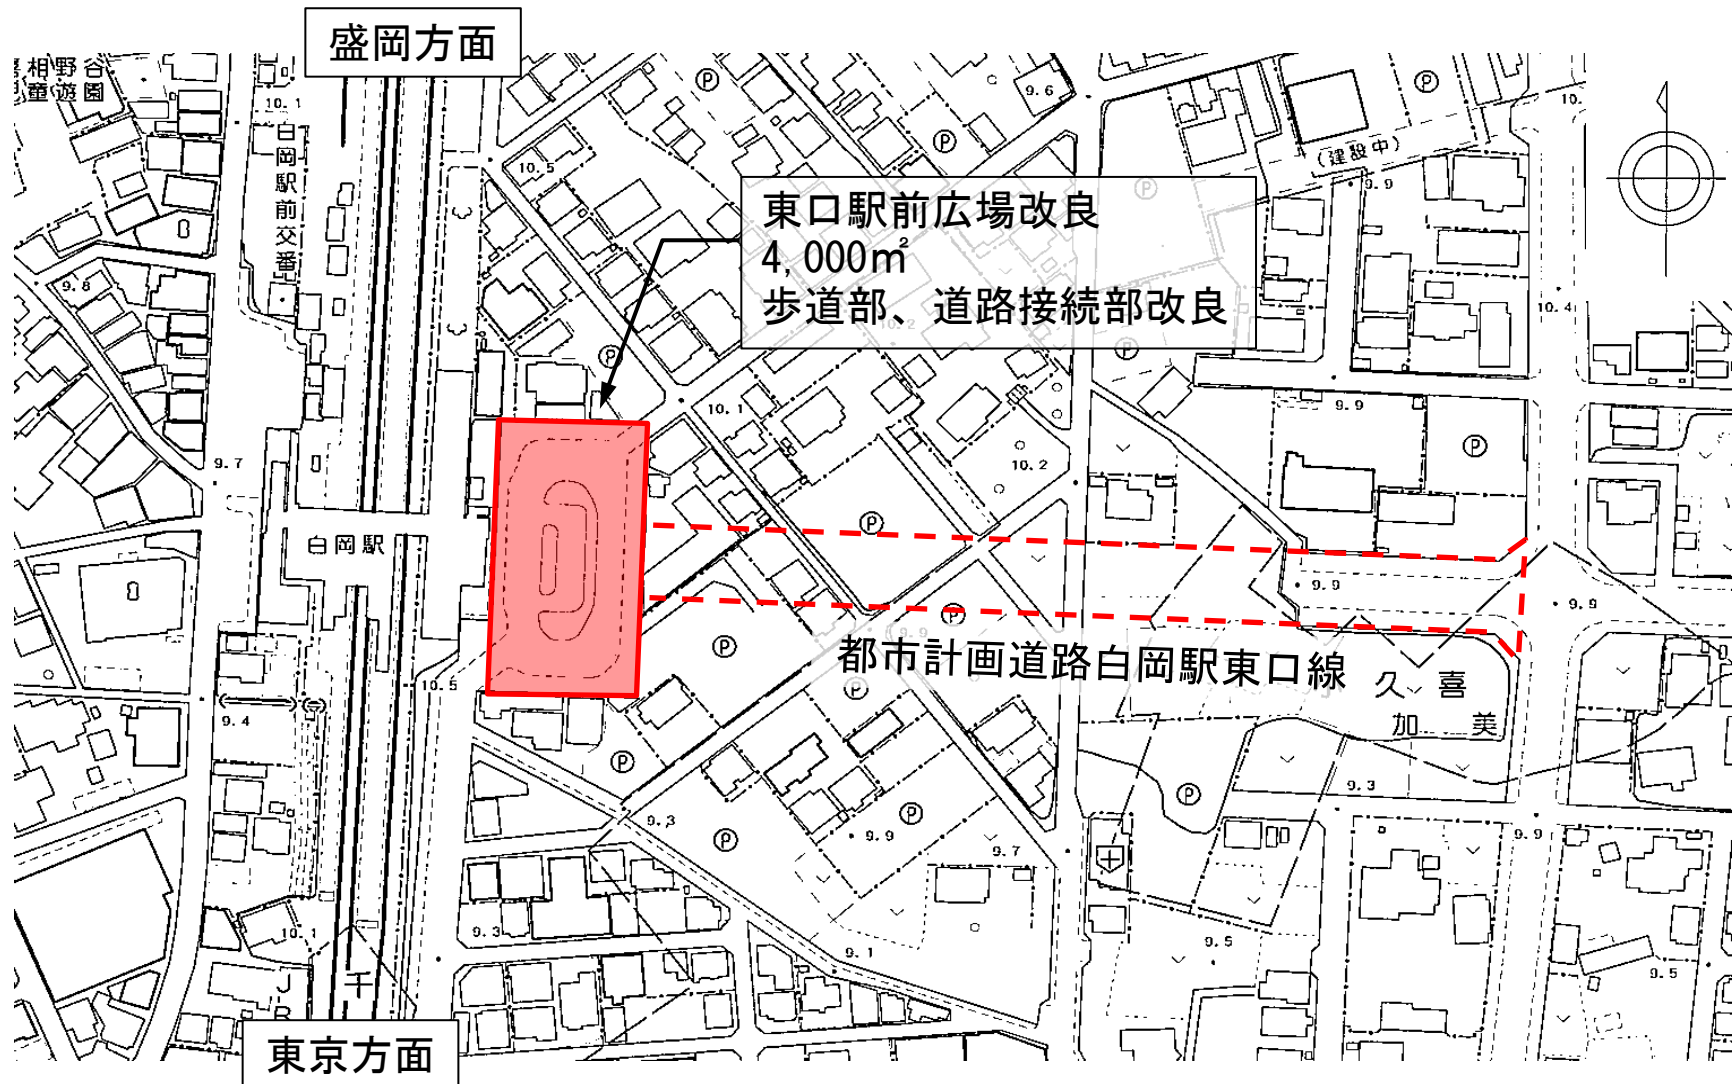 盛岡方面
相野谷
童遊園
10.1
白岡駅前交番
9.8
10.5
9.6
(建設中)
9.9
東口駅前広場改良
4,000㎡
歩道部、道路接続部改良
10.4
10.1
9.9
9.7
10.2
白岡駅
9.9
9.9
都市計画道路白岡駅東口線
久喜
加美
10.5
9.4
9.3
9.3
9.9
9.9
9.7
9.3
10.1
9.1
9.5
9.5
千
東京方面
P
P
P
P
P
P
P
P
P
P
P
P
P
P